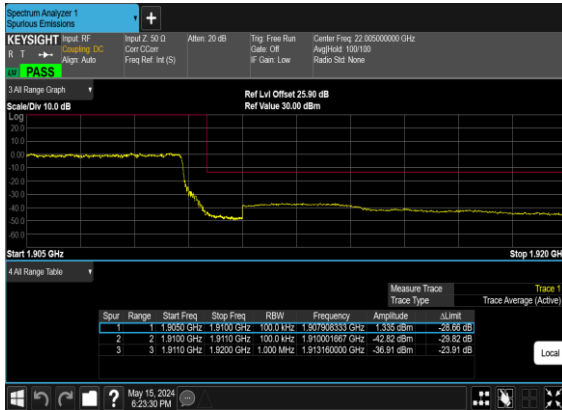 Spectrum Analyzer 1
Spurious Emissions
+
KEYSIGHT Input: RF Input Z: 50 Ω Atten: 20 dB Trig: Free Run Center Freq: 22.005000000 GHz
R T Coupling: DC Corr CCorr Gate: Off Avg|Hold: 100/100
Align: Auto Freq Ref: Int (S) IF Gain: Low Radio Std: None
LXI PASS
3 All Range Graph
Ref Lvl Offset 25.90 dB
Scale/Div 10.0 dB Ref Value 30.00 dBm
Log
20.0
10.0
0.00
-10.0
-20.0
-30.0
-40.0
-50.0
-60.0
Start 1.905 GHz Stop 1.920 GH
4 All Range Table
Measure Trace Trace 1
Trace Type Trace Average (Active)
Spur Range Start Freq Stop Freq RBW Frequency Amplitude ΔLimit
1 1 1.9050 GHz 1.9100 GHz 100.0 kHz 1.907908333 GHz 1.335 dBm -28.66 dB
2 2 1.9100 GHz 1.9110 GHz 100.0 kHz 1.910001667 GHz -42.82 dBm -29.82 dB
3 3 1.9110 GHz 1.9200 GHz 1.000 MHz 1.913160000 GHz -36.91 dBm -23.91 dB
Local
? May 15, 2024
6:23:30 PM